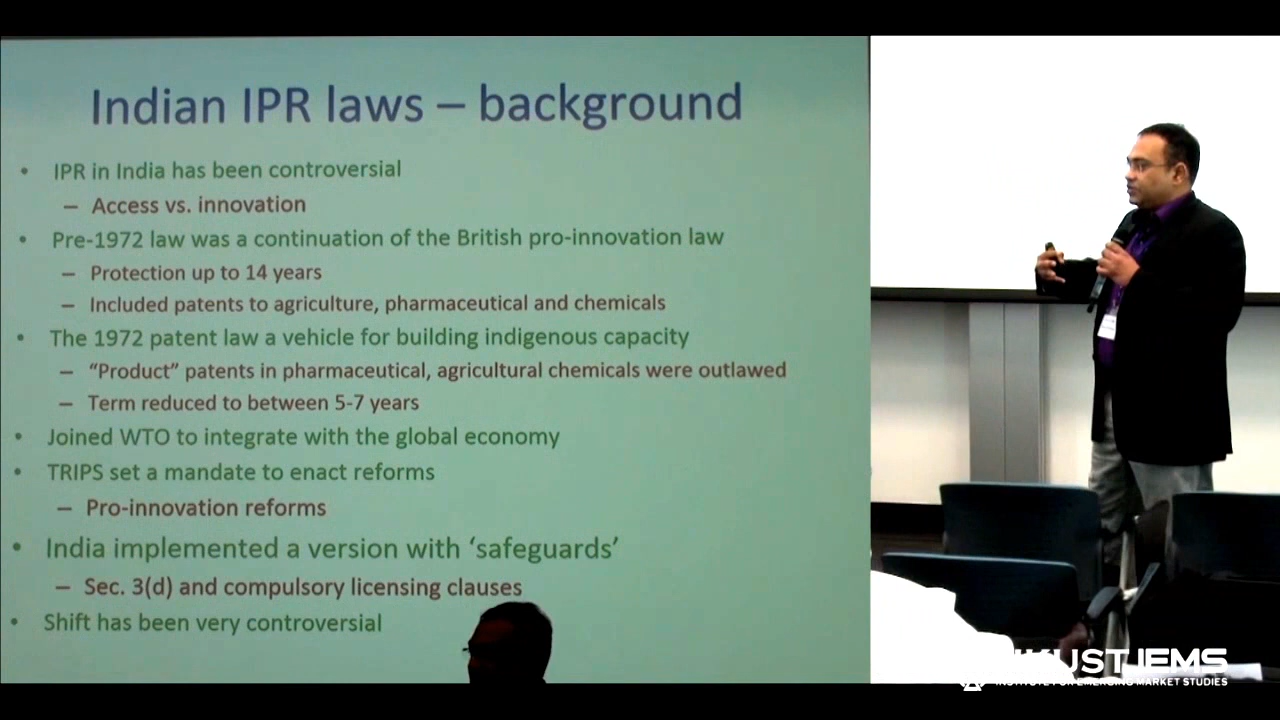 Indian IPR laws – background
• IPR in India has been controversial
– Access vs. innovation
• Pre-1972 law was a continuation of the British pro-innovation law
– Protection up to 14 years
– Included patents to agriculture, pharmaceutical and chemicals
• The 1972 patent law a vehicle for building indigenous capacity
– “Product” patents in pharmaceutical, agricultural chemicals were outlawed
– Term reduced to between 5-7 years
• Joined WTO to integrate with the global economy
• TRIPS set a mandate to enact reforms
– Pro-innovation reforms
• India implemented a version with ‘safeguards’
– Sec. 3(d) and compulsory licensing clauses
• Shift has been very controversial
HKUST IEMS
INSTITUTE FOR EMERGING MARKET STUDIES